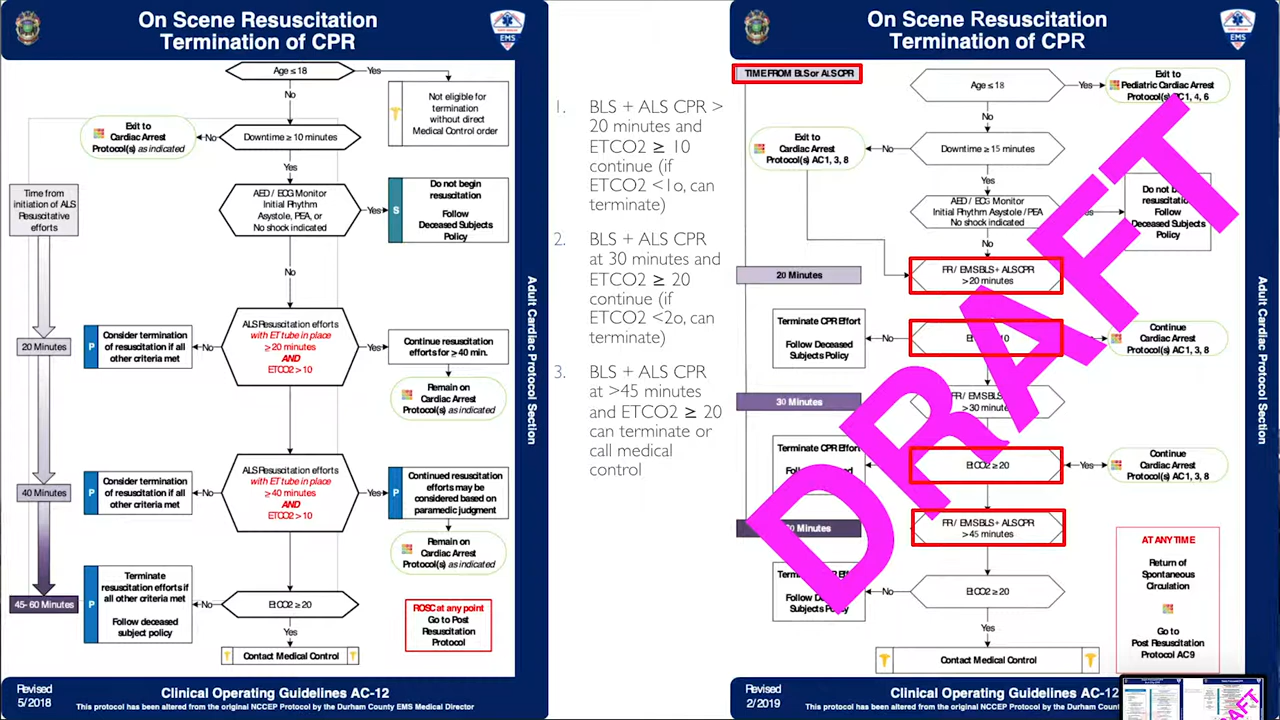 On Scene Resuscitation
Termination of CPR
Age ≤ 18
Yes
No
Not eligible for
termination
without direct
Medical Control order
Exit to
Cardiac Arrest
Protocol(s) as indicated
No
Downtime ≥ 10 minutes
Yes
Time from
initiation of ALS
Resuscitative
efforts
AED / ECG Monitor
Initial Rhythm
Asystole, PEA, or
No shock indicated
Yes
S
Do not begin
resuscitation
Follow
Deceased Subjects
Policy
No
20 Minutes
P
Consider termination
of resuscitation if all
other criteria met
No
ALS Resuscitation efforts
with ET tube in place
≥ 20 minutes
AND
ETCO2 > 10
Yes
Continue resuscitation
efforts for ≥ 40 min.
Remain on
Cardiac Arrest
Protocol(s) as indicated
40 Minutes
P
Consider termination
of resuscitation if all
other criteria met
No
ALS Resuscitation efforts
with ET tube in place
≥ 40 minutes
AND
ETCO2 > 10
Yes
P
Continued resuscitation
efforts may be
considered based on
paramedic judgment
Remain on
Cardiac Arrest
Protocol(s) as indicated
45- 60 Minutes
P
Terminate
resuscitation efforts if
all other criteria met
Follow deceased
subject policy
No
EtCO2 ≥ 20
Yes
Contact Medical Control
ROSC at any point
Go to Post
Resuscitation
Protocol
Adult Cardiac Protocol Section
Revised
5/2018
Clinical Operating Guidelines AC-12
This protocol has been altered from the original NCCEP Protocol by the Durham County EMS Medical Director
1. BLS + ALS CPR >
20 minutes and
ETCO2 ≥ 10
continue (if
ETCO2 <1o, can
terminate)
2. BLS + ALS CPR
at 30 minutes and
ETCO2 ≥ 20
continue (if
ETCO2 <2o, can
terminate)
3. BLS + ALS CPR
at >45 minutes
and ETCO2 ≥ 20
can terminate or
call medical
control
On Scene Resuscitation
Termination of CPR
TIME FROM BLS or ALS CPR
Age ≤ 18
Yes
Exit to
Pediatric Cardiac Arrest
Protocol(s) AC1, 4, 6
No
Exit to
Cardiac Arrest
Protocol(s) AC1, 3, 8
No
Downtime ≥ 15 minutes
Yes
AED / ECG Monitor
Initial Rhythm Asystole / PEA
No shock indicated
Do not b
resuscitati
Follow
Deceased Subjects
Policy
No
20 Minutes
FR / EMS BLS + ALS CPR
> 20 minutes
Terminate CPR Effort
Follow Deceased
Subjects Policy
No
Continue
Cardiac Arrest
Protocol(s) AC 1, 3, 8
30 Minutes
> 30 minute
Terminate CPR Effort
No
EtCO2 ≥ 20
Continue
Cardiac Arrest
Protocol(s) AC1, 3, 8
Minutes
FR / EMS BLS + ALS CPR
> 45 minutes
Follow D
Subjects Policy
No
EtCO2 ≥ 20
Yes
Contact Medical Control
AT ANY TIME
Return of
Spontaneous
Circulation
Go to
Post Resuscitation
Protocol AC9
DRAFT
Adult Cardiac Protocol Section
Revised
2/2019
Clinical Operating Guidelines AC-12
This protocol has been altered from the original NCCEP Protocol by the Durham County EMS